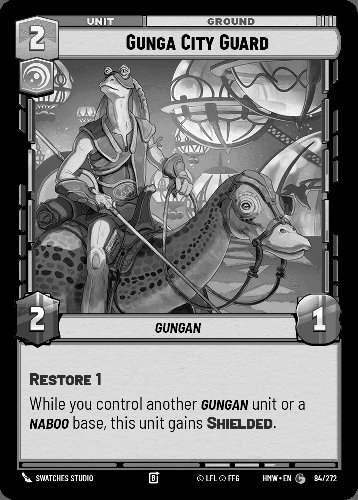 UNIT
GROUND
2
GUNGA CITY GUARD
2
GUNGAN
1
RESTORE 1
While you control another GUNGAN unit or a
NABOO base, this unit gains SHIELDED.
SWATCHES STUDIO
© LFL © FFG
HMW • EN
84/272